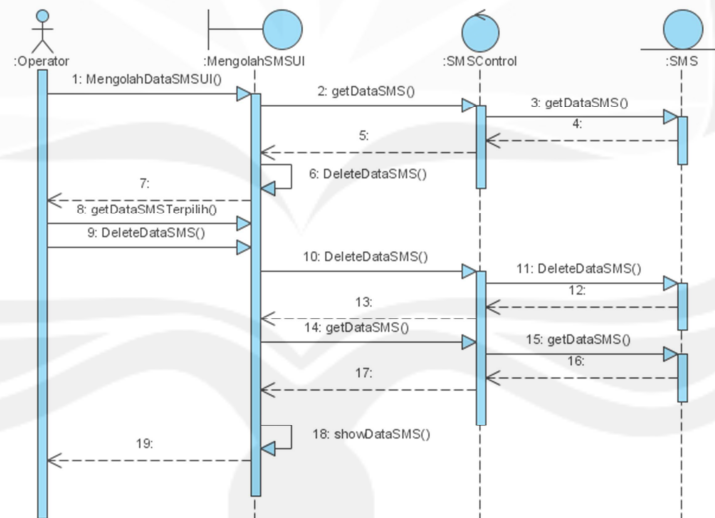 :Operator
:MengolahSMSUI
:SMSControl
:SMS
1: MengolahDataSMSUI()
2: getDataSMS()
3: getDataSMS()
4:
5:
6: DeleteDataSMS()
7:
8: getDataSMSTerpilih()
9: DeleteDataSMS()
10: DeleteDataSMS()
11: DeleteDataSMS()
12:
13:
14: getDataSMS()
15: getDataSMS()
16:
17:
18: showDataSMS()
19: